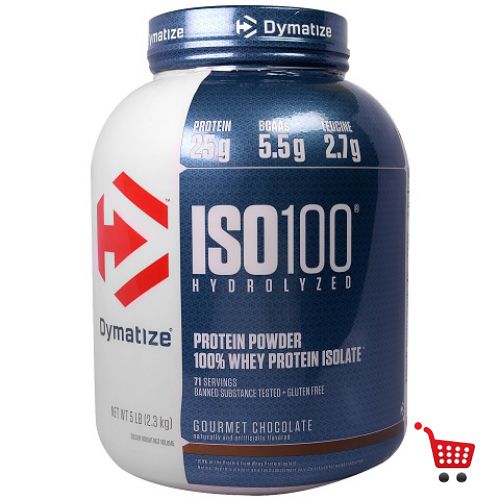 Dymatize
Dymatize
PROTEIN BCAAs LEUCINE
25g 5.5g 2.7g
ISO100®
HYDROLYZED
Dymatize®
PROTEIN POWDER
100% WHEY PROTEIN ISOLATE
71 SERVINGS
BANNED SUBSTANCE TESTED • GLUTEN FREE
NET WT 5 LB (2.3 kg)
GOURMET CHOCOLATE
naturally and artificially flavored